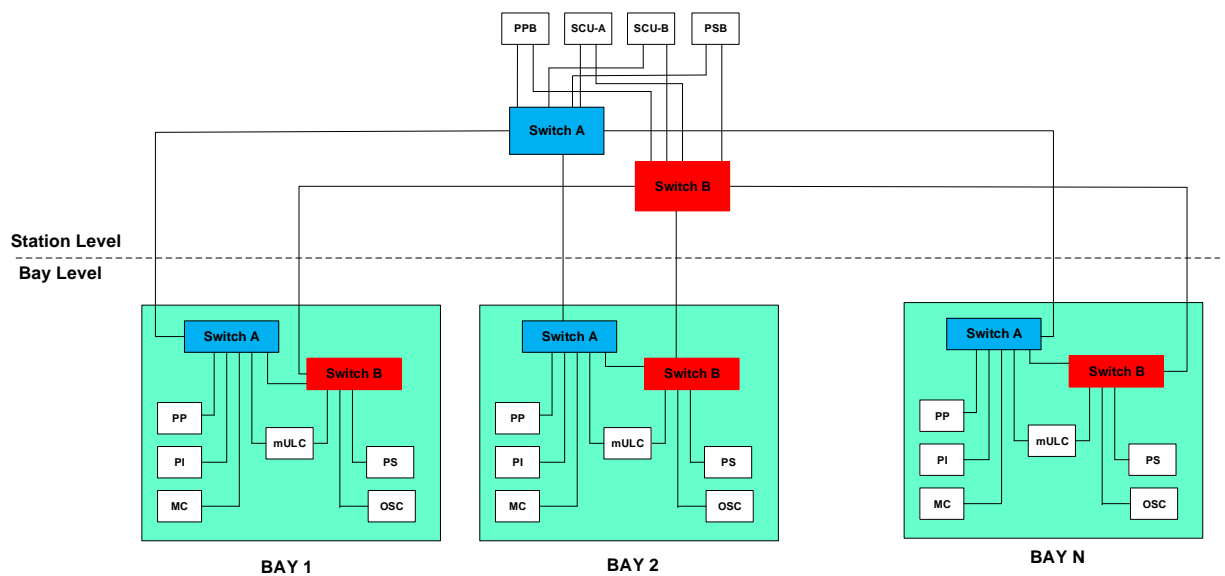 PPB
SCU-A
SCU-B
PSB
Switch A
Switch B
Station Level
Bay Level
Switch A
Switch B
PP
mULC
PI
PS
MC
OSC
BAY 1
Switch A
Switch B
PP
mULC
PI
PS
MC
OSC
BAY 2
Switch A
Switch B
PP
mULC
PI
PS
MC
OSC
BAY N